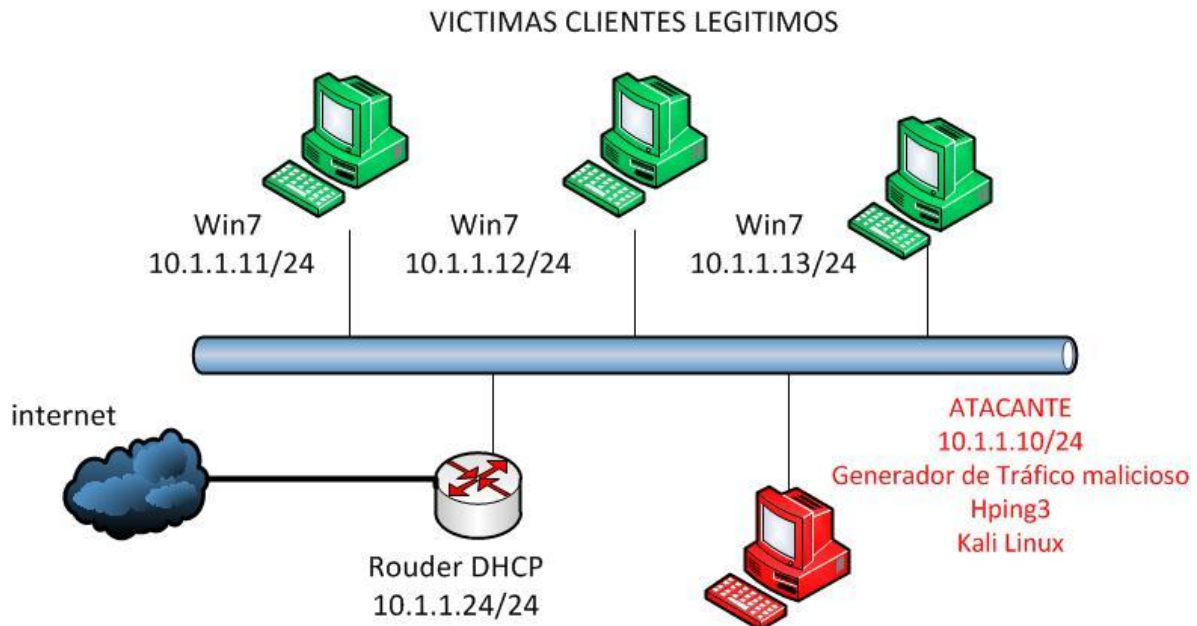 VICTIMAS CLIENTES LEGITIMOS
Win7
10.1.1.11/24
Win7
10.1.1.12/24
Win7
10.1.1.13/24
internet
Rouder DHCP
10.1.1.24/24
ATACANTE
10.1.1.10/24
Generador de Tráfico malicioso
Hping3
Kali Linux